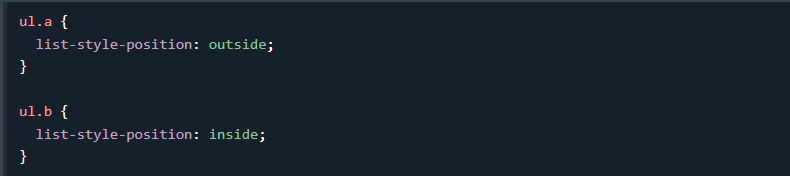 ul.a {
  list-style-position: outside;
}

ul.b {
  list-style-position: inside;
}